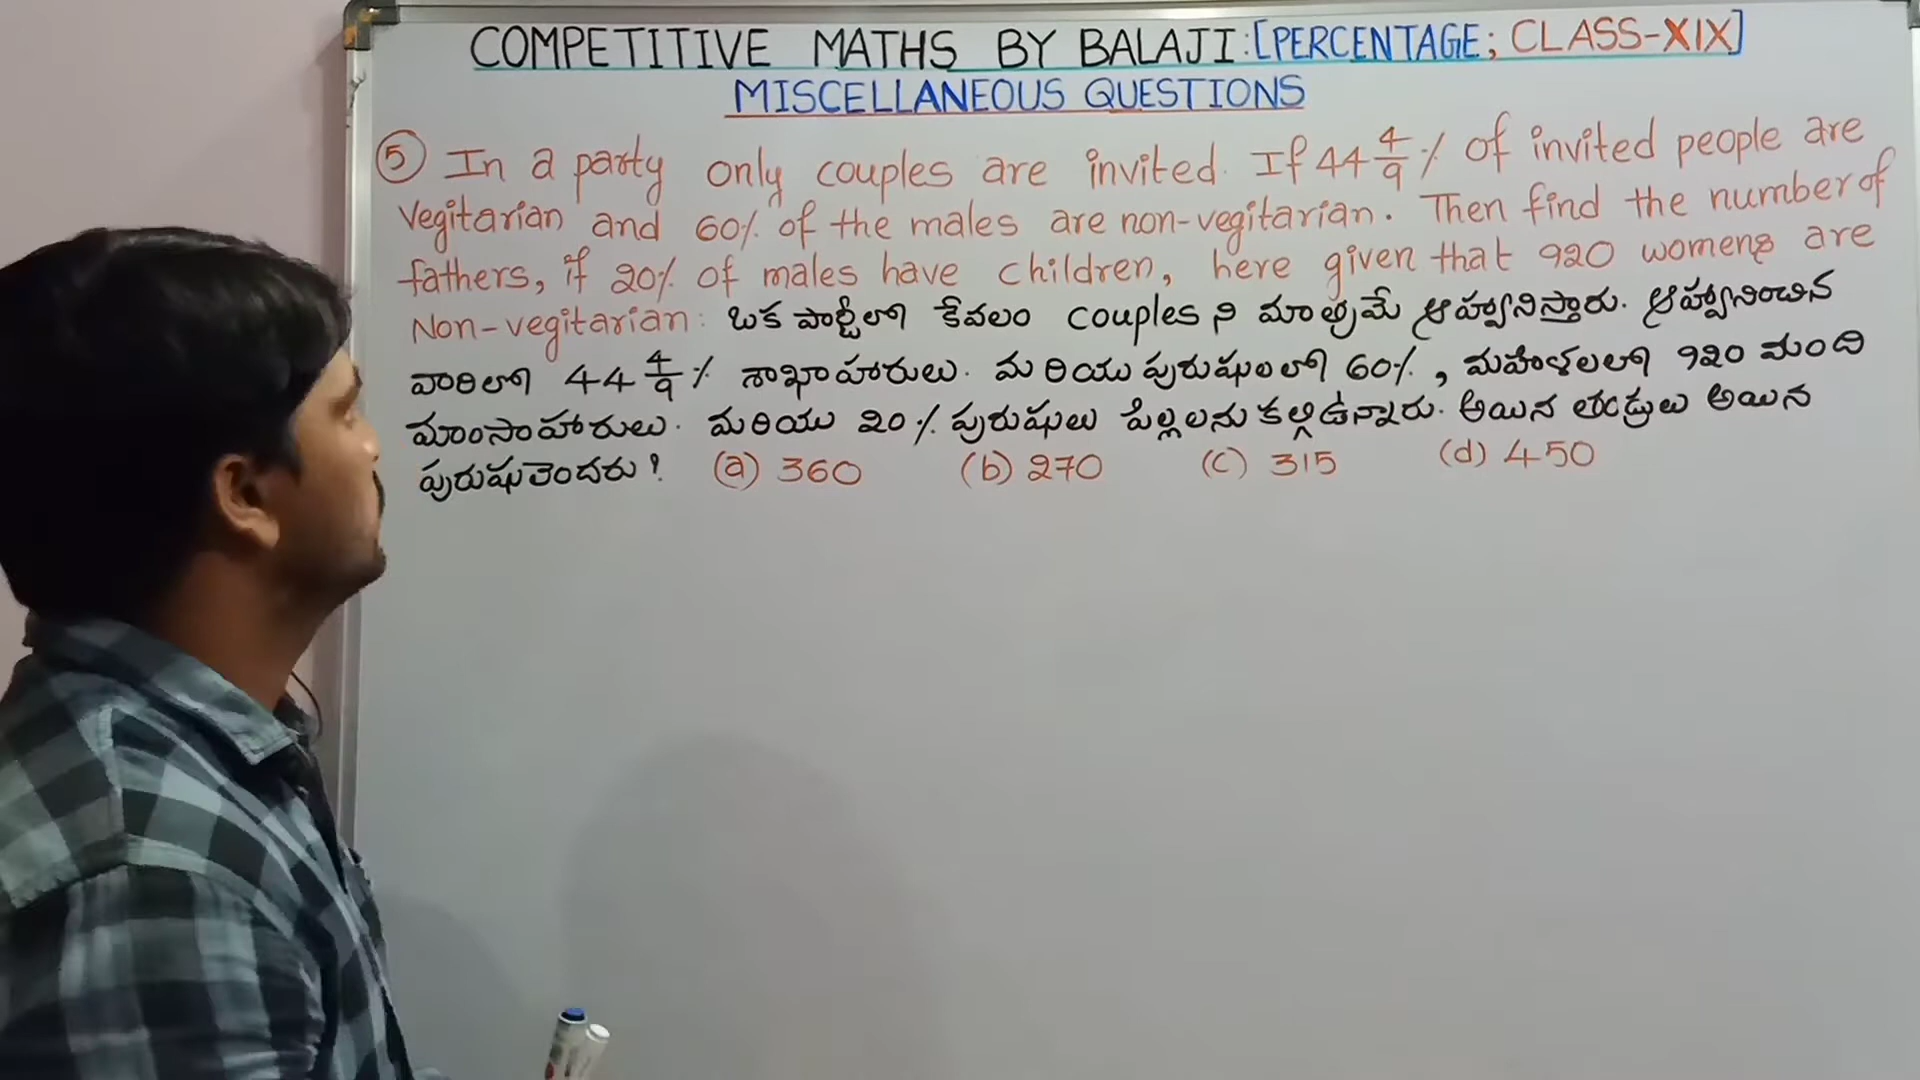 COMPETITIVE MATHS BY BALAJI:[PERCENTAGE; CLASS-XIX]
MISCELLANEOUS QUESTIONS
⑤ In a party only couples are invited. If 44 4/9 % of invited people are
vegitarian and 60% of the males are non-vegitarian. Then find the number of
fathers, if 20% of males have children, here given that 920 womens are
Non-vegitarian: ఒక పార్టీలో కేవలం couples ని మాత్రమే ఆహ్వానిస్తారు. ఆహ్వానించిన
వారిలో 44 4/9 % శాఖాహారులు. మరియు పురుషులలో 60%, మహిళలలో 920 మంది
మాంసాహారులు. మరియు 20% పురుషులు పిల్లలను కల్గిఉన్నారు. అయిన తండ్రులు అయిన
పురుషులెందరు? (a) 360 (b) 270 (c) 315 (d) 450